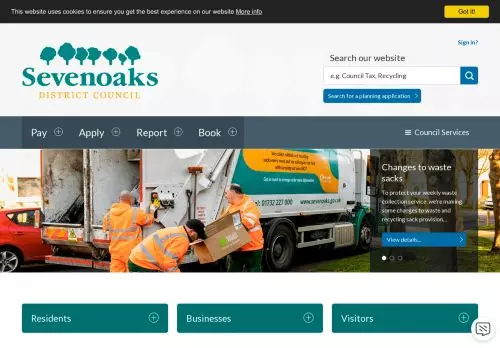 This website uses cookies to ensure you get the best experience on our website More info
Got it!
Sign in?
Sevenoaks
DISTRICT COUNCIL
Search our website
e.g. Council Tax, Recycling
Search for a planning application
Pay
Apply
Report
Book
Council Services
01732 227 000
www.sevenoaks.gov.uk
Changes to waste
sacks
To protect your weekly waste
collection service, we're making
some changes to waste and
recycling sack provision...
View details...
Residents
Businesses
Visitors